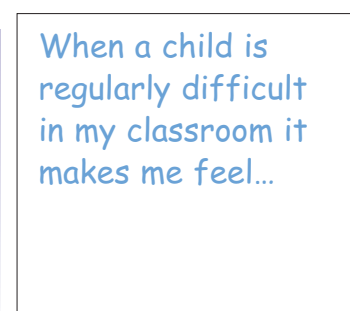 When a child is
regularly difficult
in my classroom it
makes me feel…